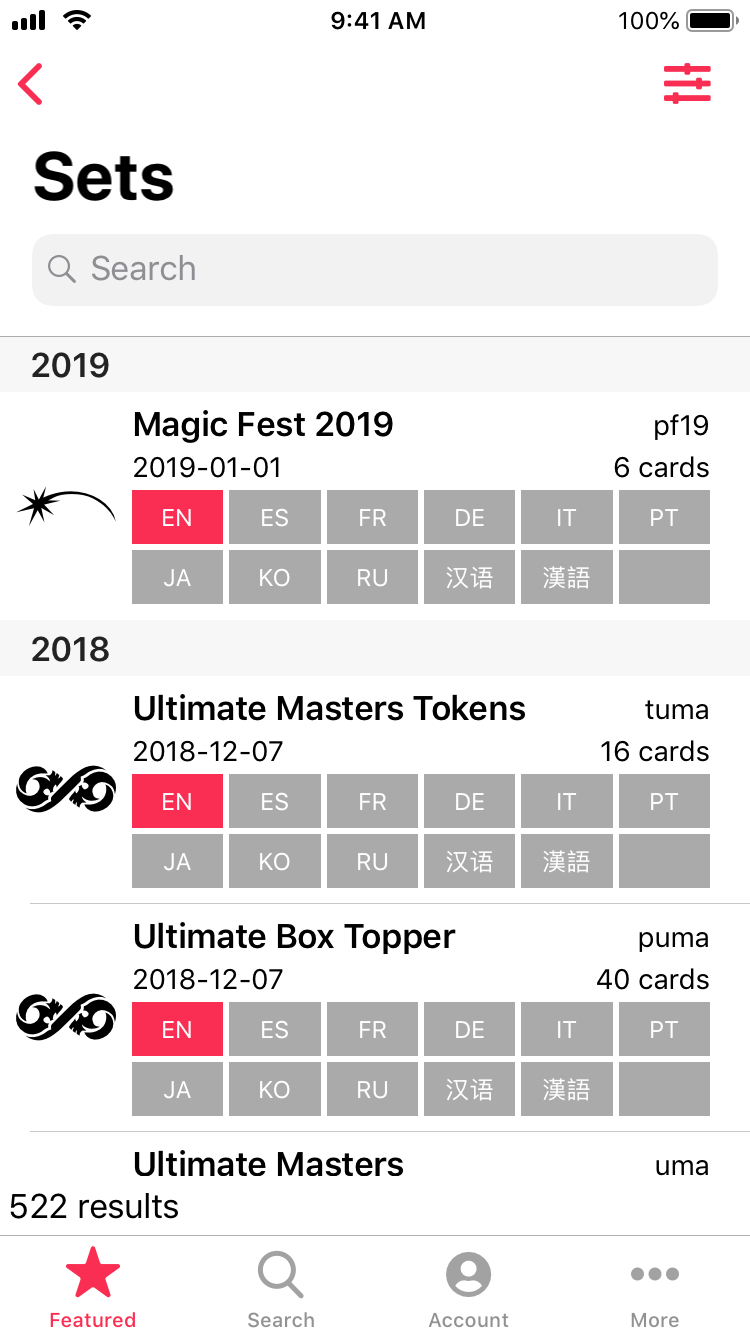 9:41 AM 100%
Sets
Search
2019
Magic Fest 2019 pf19
2019-01-01 6 cards
EN ES FR DE IT PT
JA KO RU 汉语 漢語
2018
Ultimate Masters Tokens tuma
2018-12-07 16 cards
EN ES FR DE IT PT
JA KO RU 汉语 漢語
Ultimate Box Topper puma
2018-12-07 40 cards
EN ES FR DE IT PT
JA KO RU 汉语 漢語
Ultimate Masters uma
522 results
Featured Search Account More